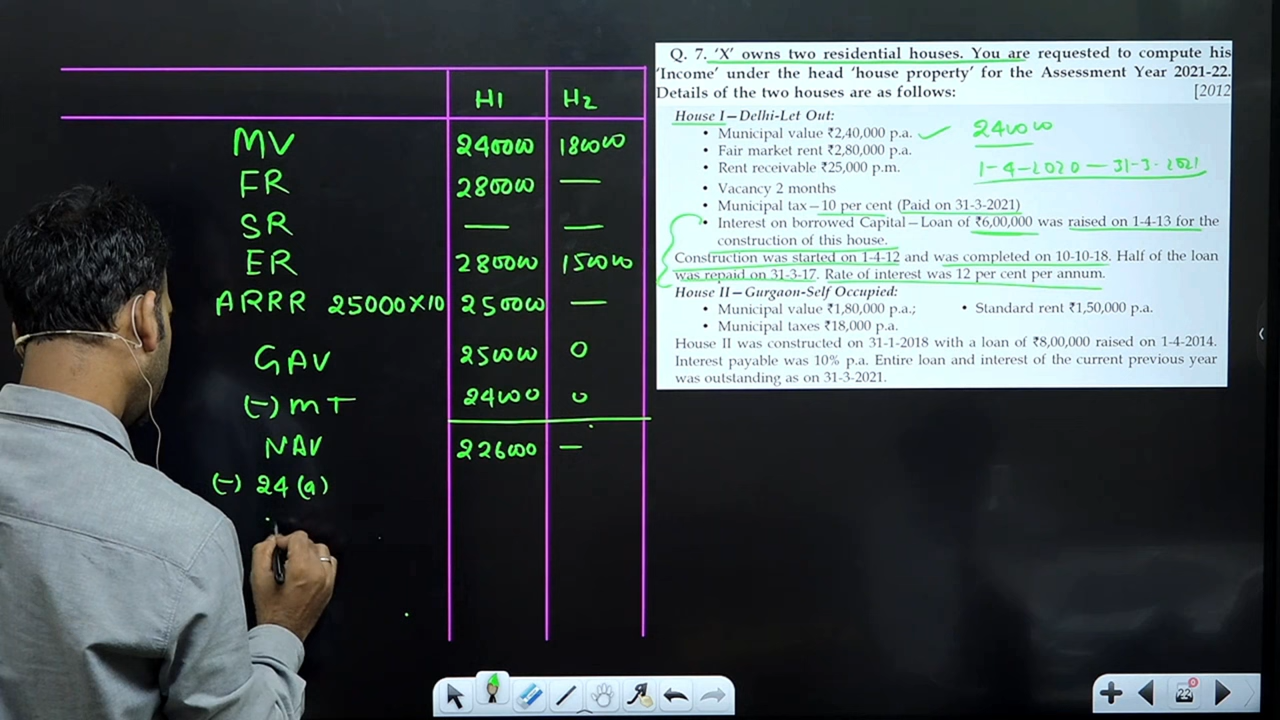 H1 H2
MV 240000 180000
FR 280000 —
SR — —
ER 280000 150000
ARRR 25000×10 250000 —
GAV 250000 0
(-) MT 24000 0
NAV 226000 —
(-) 24 (a)
Q. 7. ‘X’ owns two residential houses. You are requested to compute his
‘Income’ under the head ‘house property’ for the Assessment Year 2021-22.
Details of the two houses are as follows: [2012
House I—Delhi-Let Out:
• Municipal value ₹2,40,000 p.a. ✓ 240000
• Fair market rent ₹2,80,000 p.a.
• Rent receivable ₹25,000 p.m. 1-4-2020 — 31-3-2021
• Vacancy 2 months
• Municipal tax—10 per cent (Paid on 31-3-2021)
• Interest on borrowed Capital—Loan of ₹6,00,000 was raised on 1-4-13 for the
construction of this house.
Construction was started on 1-4-12 and was completed on 10-10-18. Half of the loan
was repaid on 31-3-17. Rate of interest was 12 per cent per annum.
House II—Gurgaon-Self Occupied:
• Municipal value ₹1,80,000 p.a.; • Standard rent ₹1,50,000 p.a.
• Municipal taxes ₹18,000 p.a.
House II was constructed on 31-1-2018 with a loan of ₹8,00,000 raised on 1-4-2014.
Interest payable was 10% p.a. Entire loan and interest of the current previous year
was outstanding as on 31-3-2021.
23